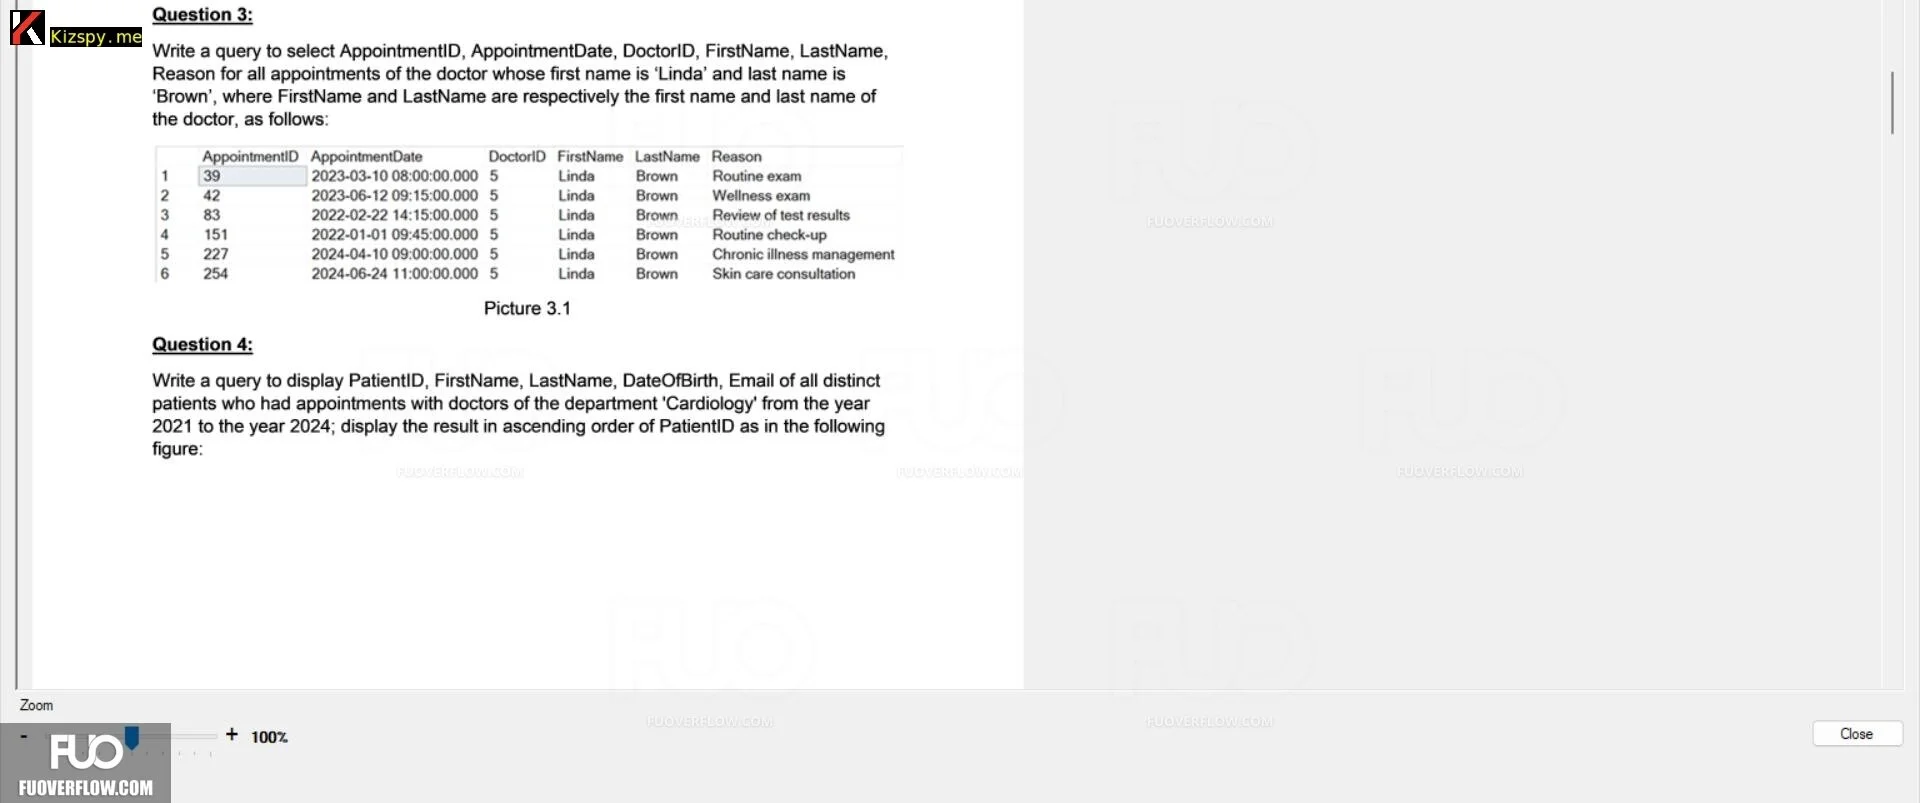 Kizspy.me
Question 3:
Write a query to select AppointmentID, AppointmentDate, DoctorID, FirstName, LastName,
Reason for all appointments of the doctor whose first name is ‘Linda’ and last name is
‘Brown’, where FirstName and LastName are respectively the first name and last name of
the doctor, as follows:
AppointmentID AppointmentDate DoctorID FirstName LastName Reason
1 39 2023-03-10 08:00:00.000 5 Linda Brown Routine exam
2 42 2023-06-12 09:15:00.000 5 Linda Brown Wellness exam
3 83 2022-02-22 14:15:00.000 5 Linda Brown Review of test results
4 151 2022-01-01 09:45:00.000 5 Linda Brown Routine check-up
5 227 2024-04-10 09:00:00.000 5 Linda Brown Chronic illness management
6 254 2024-06-24 11:00:00.000 5 Linda Brown Skin care consultation
FUOVERFLOW.COM
Picture 3.1
Question 4:
Write a query to display PatientID, FirstName, LastName, DateOfBirth, Email of all distinct
patients who had appointments with doctors of the department 'Cardiology' from the year
2021 to the year 2024; display the result in ascending order of PatientID as in the following
figure:
FUOVERFLOW.COM FUOVERFLOW.COM FUOVERFLOW.COM
Zoom
FUOVERFLOW.COM FUOVERFLOW.COM
- + 100%
Close
FUO
FUOVERFLOW.COM